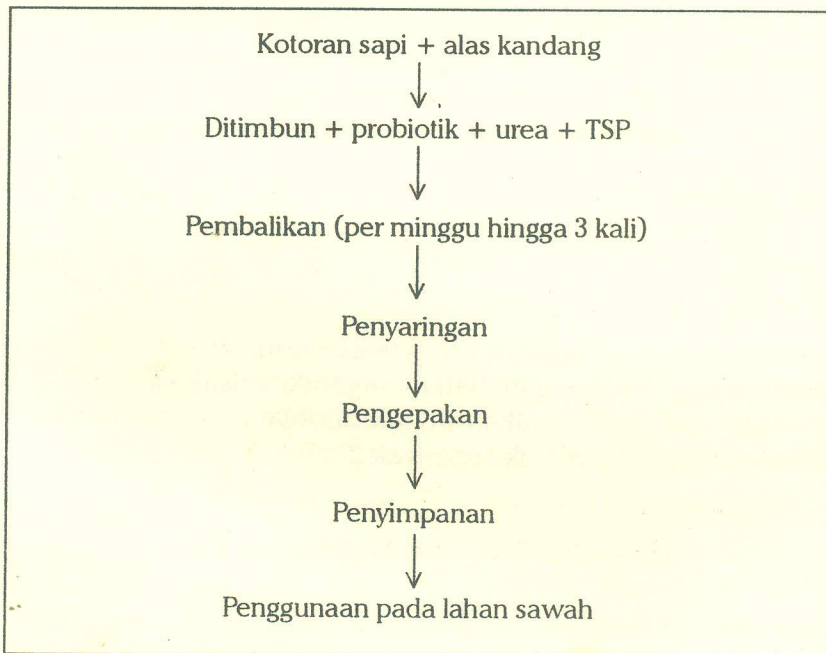 Kotoran sapi + alas kandang
Ditimbun + probiotik + urea + TSP
Pembalikan (per minggu hingga 3 kali)
Penyaringan
Pengepakan
Penyimpanan
Penggunaan pada lahan sawah